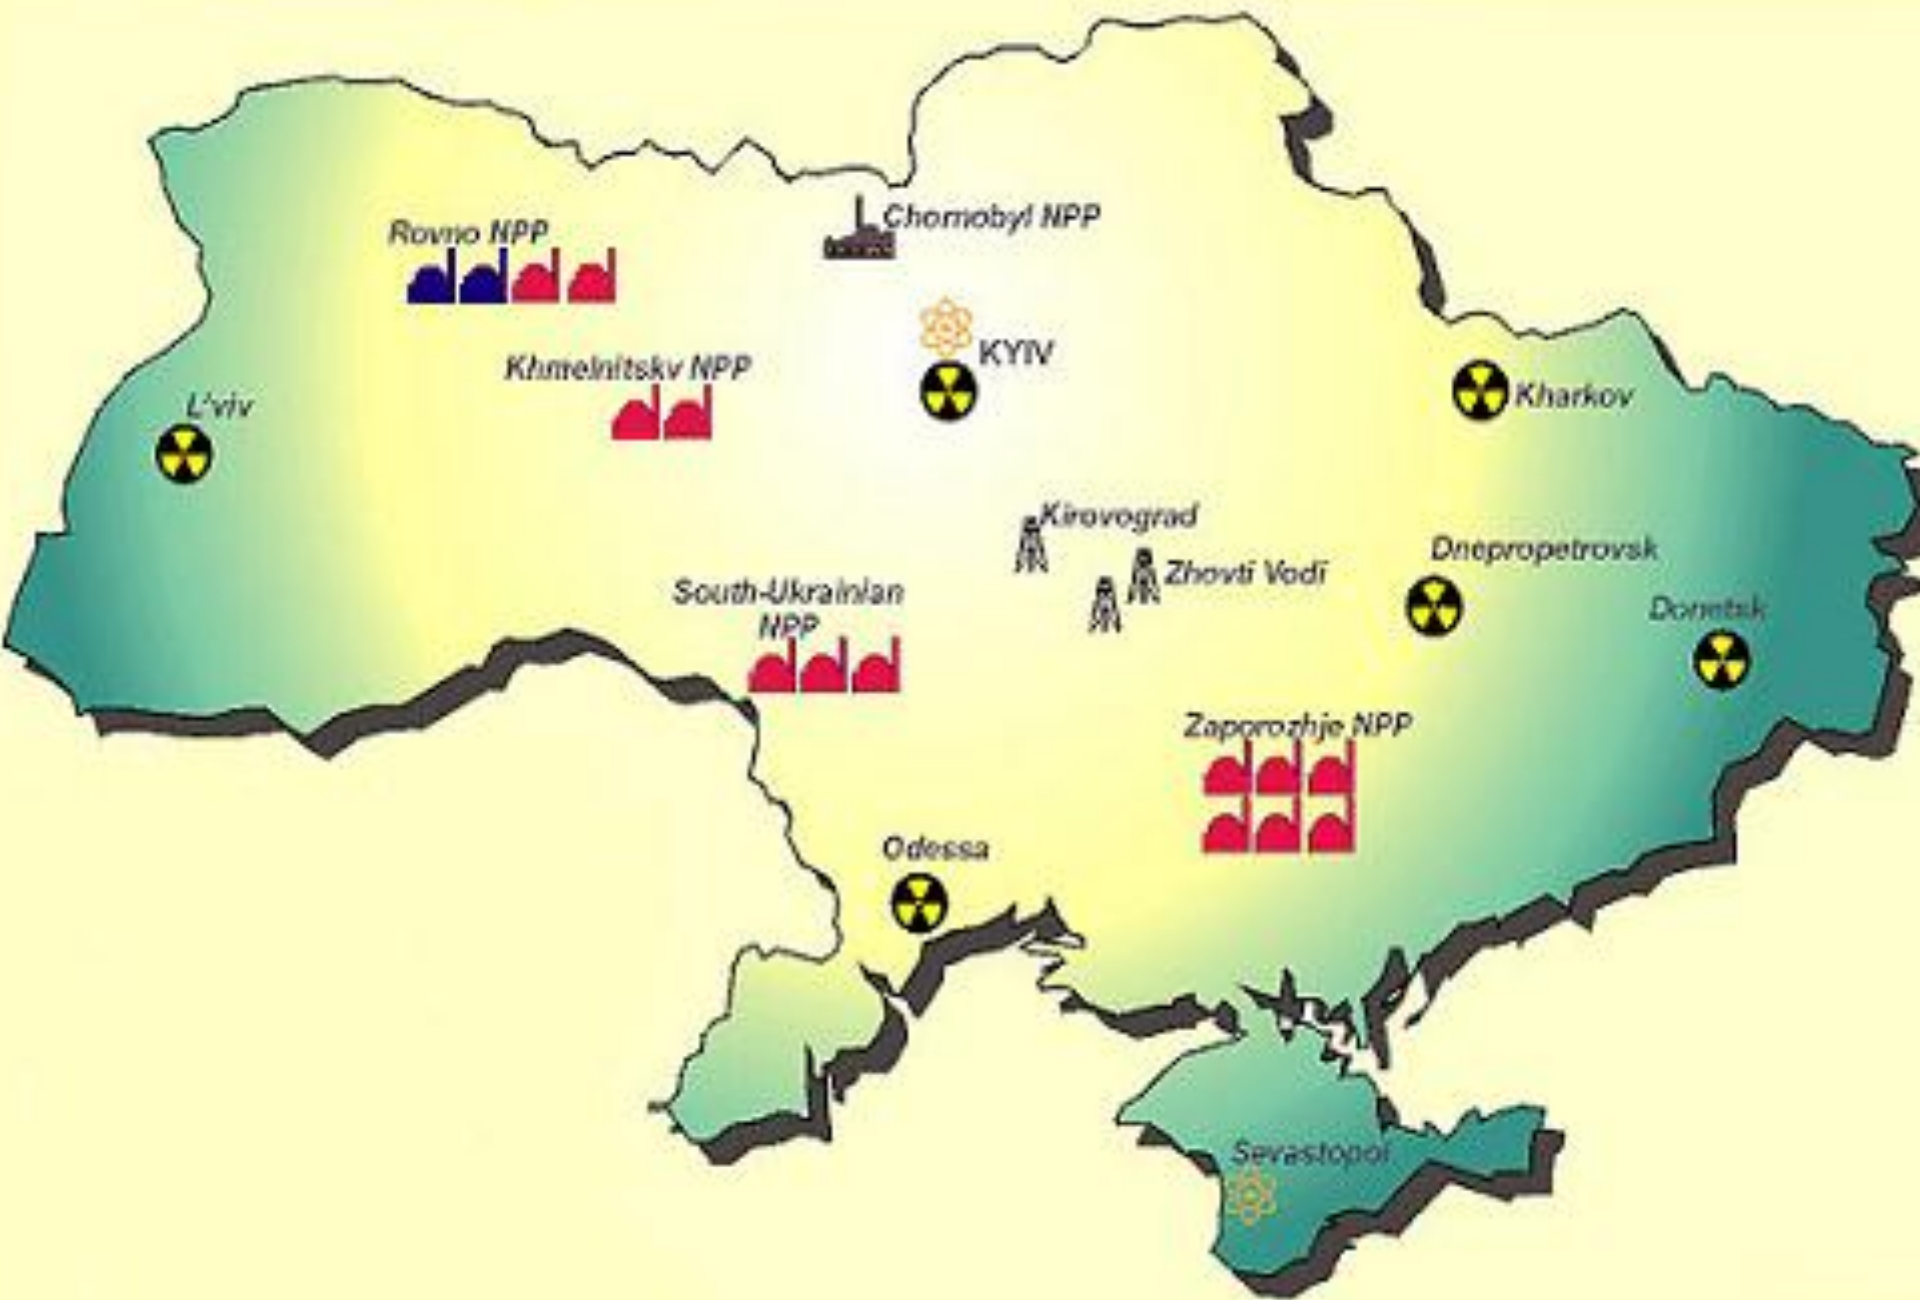 Chornobyl NPP
Rovno NPP
KYIV
Khmelnitskv NPP
Kharkov
L'viv
Kirovograd
Dnepropetrovsk
Zhovti Vodi
South-Ukrainian
NPP
Donetsk
Zaporozhje NPP
Odessa
Sevastopol